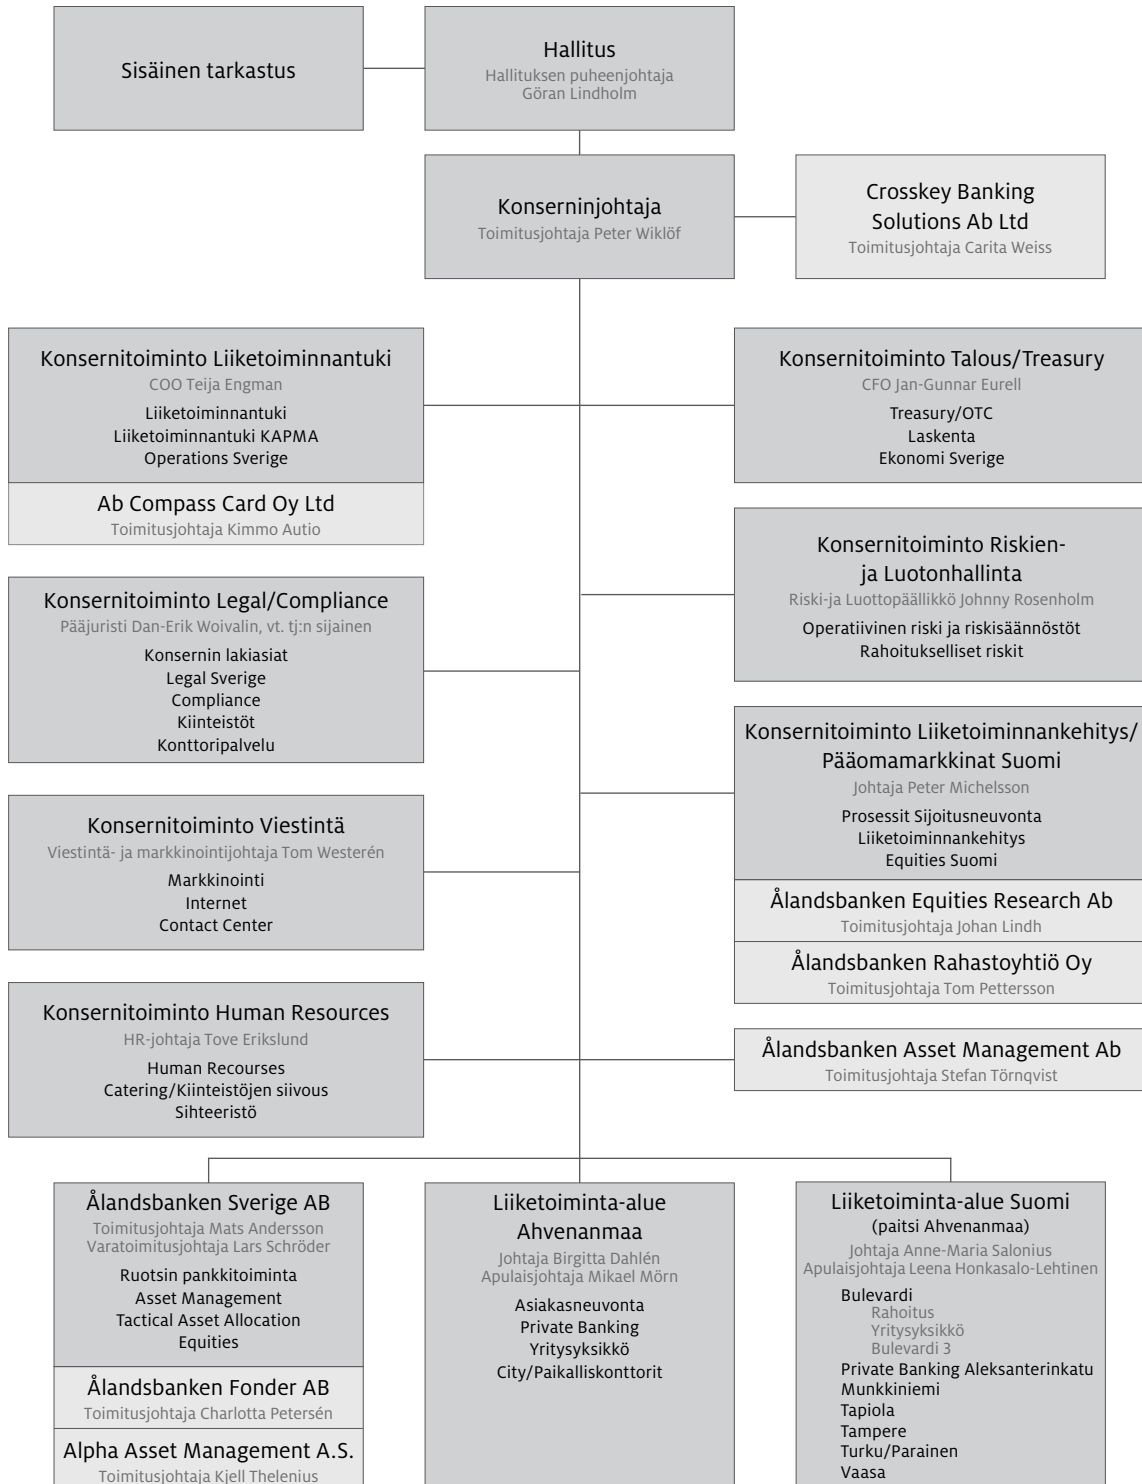 Sisäinen tarkastus
Hallitus
Hallituksen puheenjohtaja
Göran Lindholm
Konserninjohtaja
Toimitusjohtaja Peter Wiklöf
Crosskey Banking
Solutions Ab Ltd
Toimitusjohtaja Carita Weiss
Konsernitoiminto Liiketoiminnantuki
COO Teija Engman
Liiketoiminnantuki
Liiketoiminnantuki KAPMA
Operations Sverige
Ab Compass Card Oy Ltd
Toimitusjohtaja Kimmo Autio
Konsernitoiminto Talous/Treasury
CFO Jan-Gunnar Eurell
Treasury/OTC
Laskenta
Ekonomi Sverige
Konsernitoiminto Riskien-
ja Luotonhallinta
Riski-ja Luottopäällikkö Johnny Rosenholm
Operatiivinen riski ja riskisäännöstöt
Rahoitukselliset riskit
Konsernitoiminto Legal/Compliance
Pääjuristi Dan-Erik Woivalin, vt. tj:n sijainen
Konsernin lakiasiat
Legal Sverige
Compliance
Kiinteistöt
Konttoripalvelu
Konsernitoiminto Liiketoiminnankehitys/
Pääomamarkkinat Suomi
Johtaja Peter Michelsson
Prosessit Sijoitusneuvonta
Liiketoiminnankehitys
Equities Suomi
Ålandsbanken Equities Research Ab
Toimitusjohtaja Johan Lindh
Ålandsbanken Rahastoyhtiö Oy
Toimitusjohtaja Tom Pettersson
Konsernitoiminto Viestintä
Viestintä- ja markkinointijohtaja Tom Westerén
Markkinointi
Internet
Contact Center
Konsernitoiminto Human Resources
HR-johtaja Tove Erikslund
Human Recourses
Catering/Kiinteistöjen siivous
Sihteeristö
Ålandsbanken Asset Management Ab
Toimitusjohtaja Stefan Törnqvist
Ålandsbanken Sverige AB
Toimitusjohtaja Mats Andersson
Varatoimitusjohtaja Lars Schröder
Ruotsin pankkitoiminta
Asset Management
Tactical Asset Allocation
Equities
Ålandsbanken Fonder AB
Toimitusjohtaja Charlotta Petersén
Alpha Asset Management A.S.
Toimitusjohtaja Kjell Thelenius
Liiketoiminta-alue
Ahvenanmaa
Johtaja Birgitta Dahlén
Apulaisjohtaja Mikael Mörn
Asiakasneuvonta
Private Banking
Yritysyksikkö
City/Paikalliskonttorit
Liiketoiminta-alue Suomi
(paitsi Ahvenanmaa)
Johtaja Anne-Maria Salonius
Apulaisjohtaja Leena Honkasalo-Lehtinen
Bulevardi
Rahoitus
Yritysyksikkö
Bulevardi 3
Private Banking Aleksanterinkatu
Munkkiniemi
Tapiola
Tampere
Turku/Parainen
Vaasa